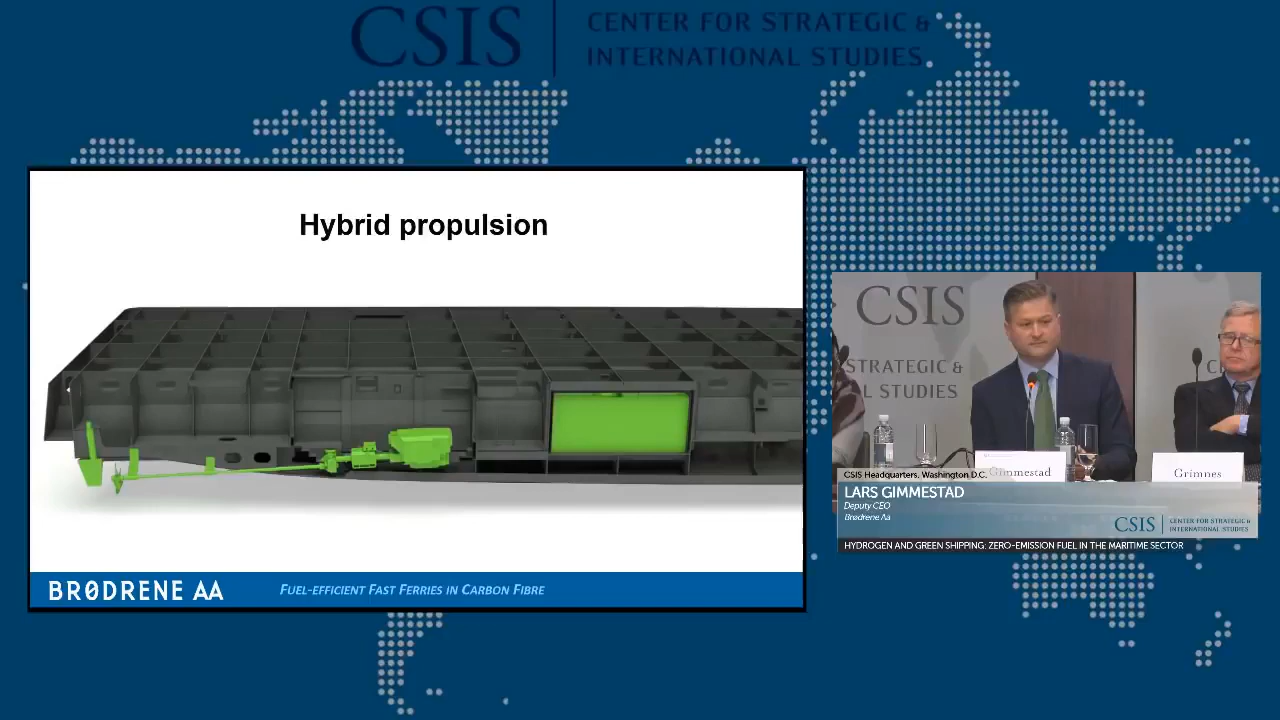 CSIS
CENTER FOR STRATEGIC &
INTERNATIONAL STUDIES
Hybrid propulsion
BRØDRENE AA
FUEL-EFFICIENT FAST FERRIES IN CARBON FIBRE
CSIS
STRATEGIC &
L STUDIES
C
Gimmestad
Grimnes
CSIS Headquarters, Washington D.C.
LARS GIMMESTAD
Deputy CEO
Brødrene Aa
CSIS
CENTER FOR STRATEGIC &
INTERNATIONAL STUDIES
HYDROGEN AND GREEN SHIPPING: ZERO-EMISSION FUEL IN THE MARITIME SECTOR